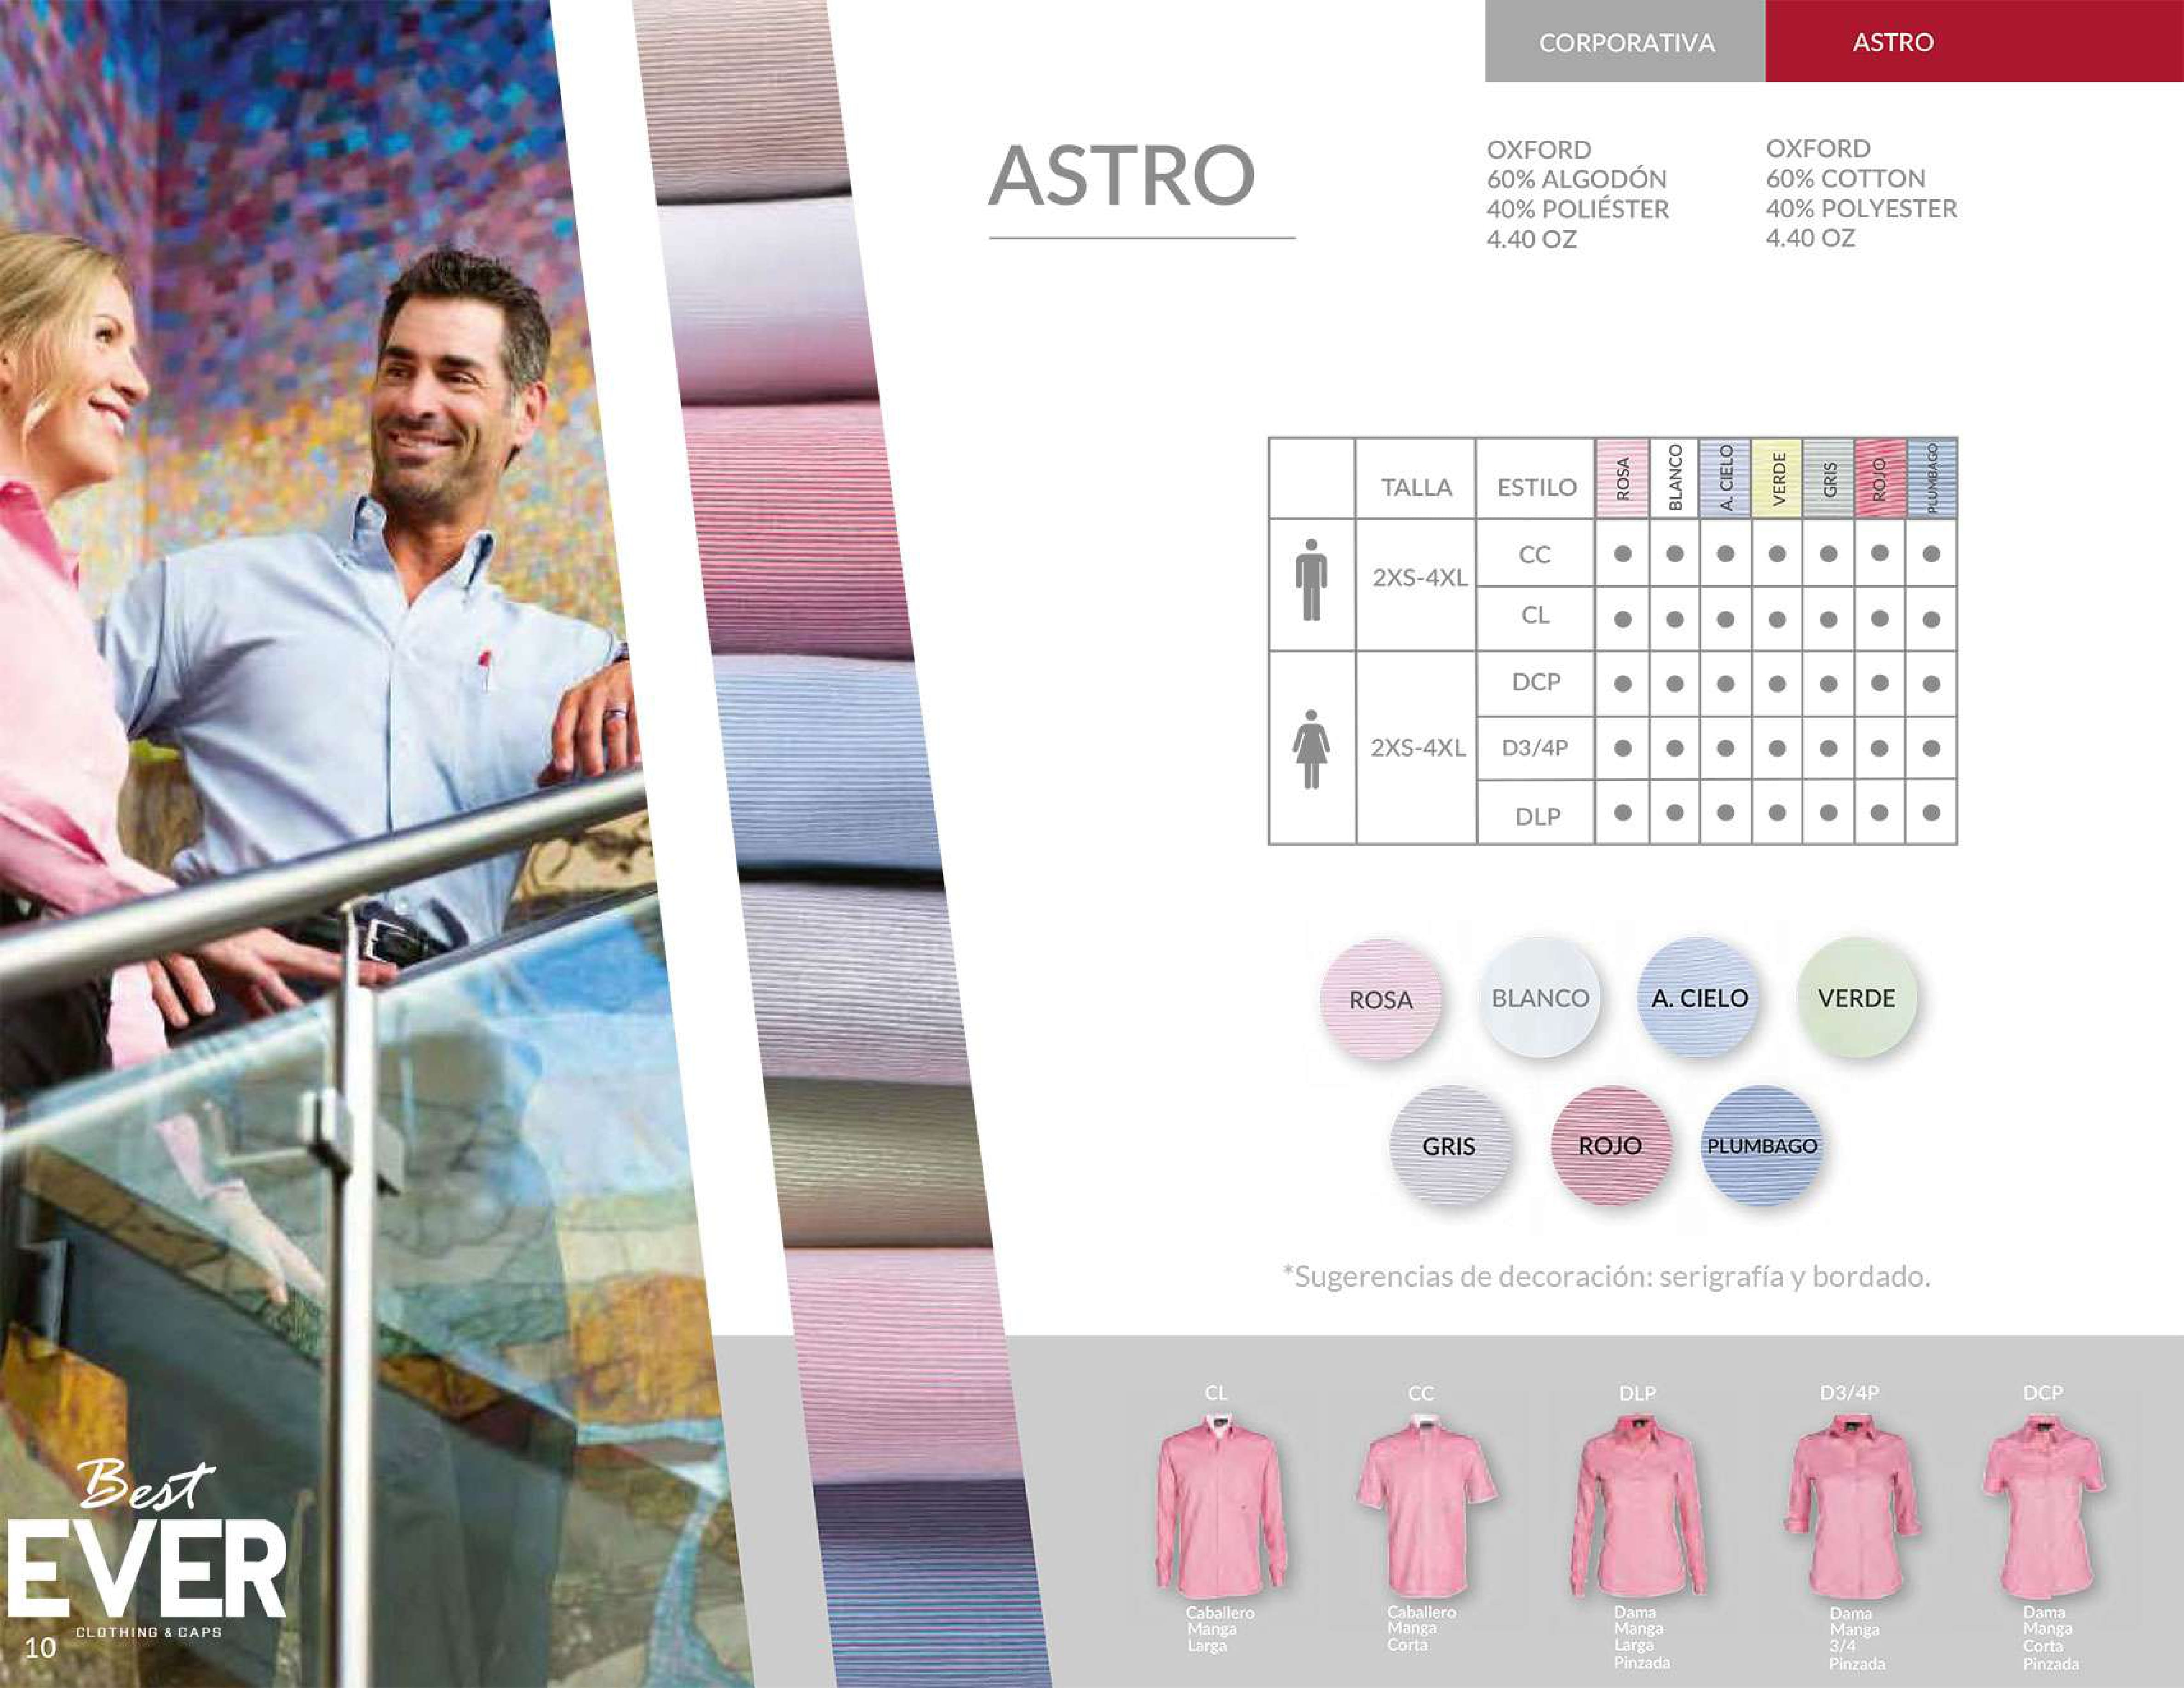 CORPORATIVA
ASTRO
ASTRO
OXFORD
60% ALGODÓN
40% POLIÉSTER
4.40 OZ
OXFORD
60% COTTON
40% POLYESTER
4.40 OZ
TALLA ESTILO ROSA BLANCO A. CIELO VERDE GRIS ROJO PLUMBAGO
2XS-4XL
CC
CL
2XS-4XL
DCP
D3/4P
DLP
ROSA BLANCO A. CIELO VERDE
GRIS ROJO PLUMBAGO
*Sugerencias de decoración: serigrafía y bordado.
CL
Caballero
Manga
Larga
CC
Caballero
Manga
Corta
DLP
Dama
Manga
Larga
Pinzada
D3/4P
Dama
Manga
3/4
Pinzada
DCP
Dama
Manga
Corta
Pinzada
Best
EVER
CLOTHING & CAPS
10